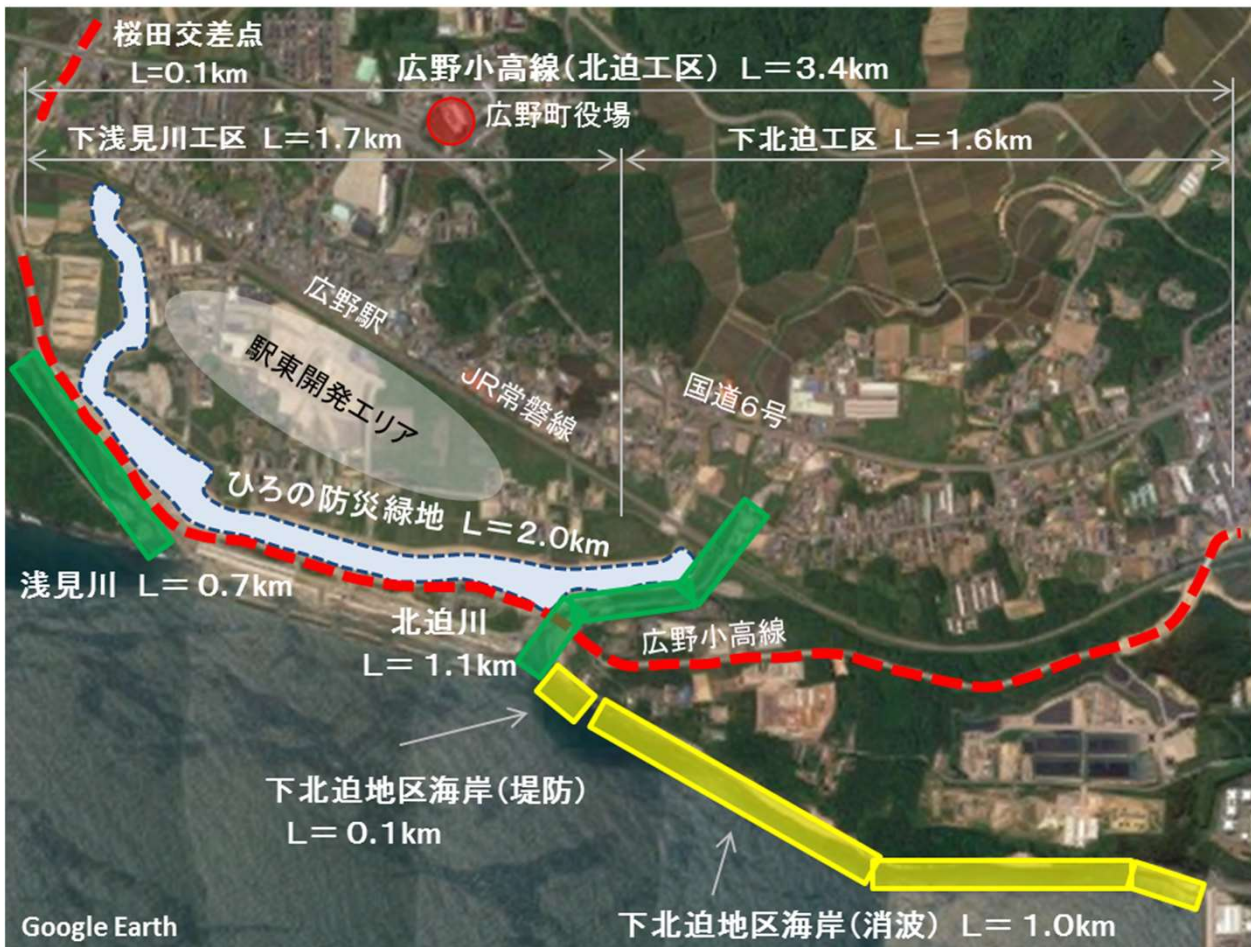 桜田交差点
L=0.1km
広野小高線(北迫工区) L=3.4km
広野町役場
下浅見川工区 L=1.7km
下北迫工区 L=1.6km
広野駅
駅東開発エリア
JR常磐線
国道6号
ひろの防災緑地 L=2.0km
浅見川 L=0.7km
北迫川
L=1.1km
広野小高線
下北迫地区海岸(堤防)
L=0.1km
下北迫地区海岸(消波) L=1.0km
Google Earth